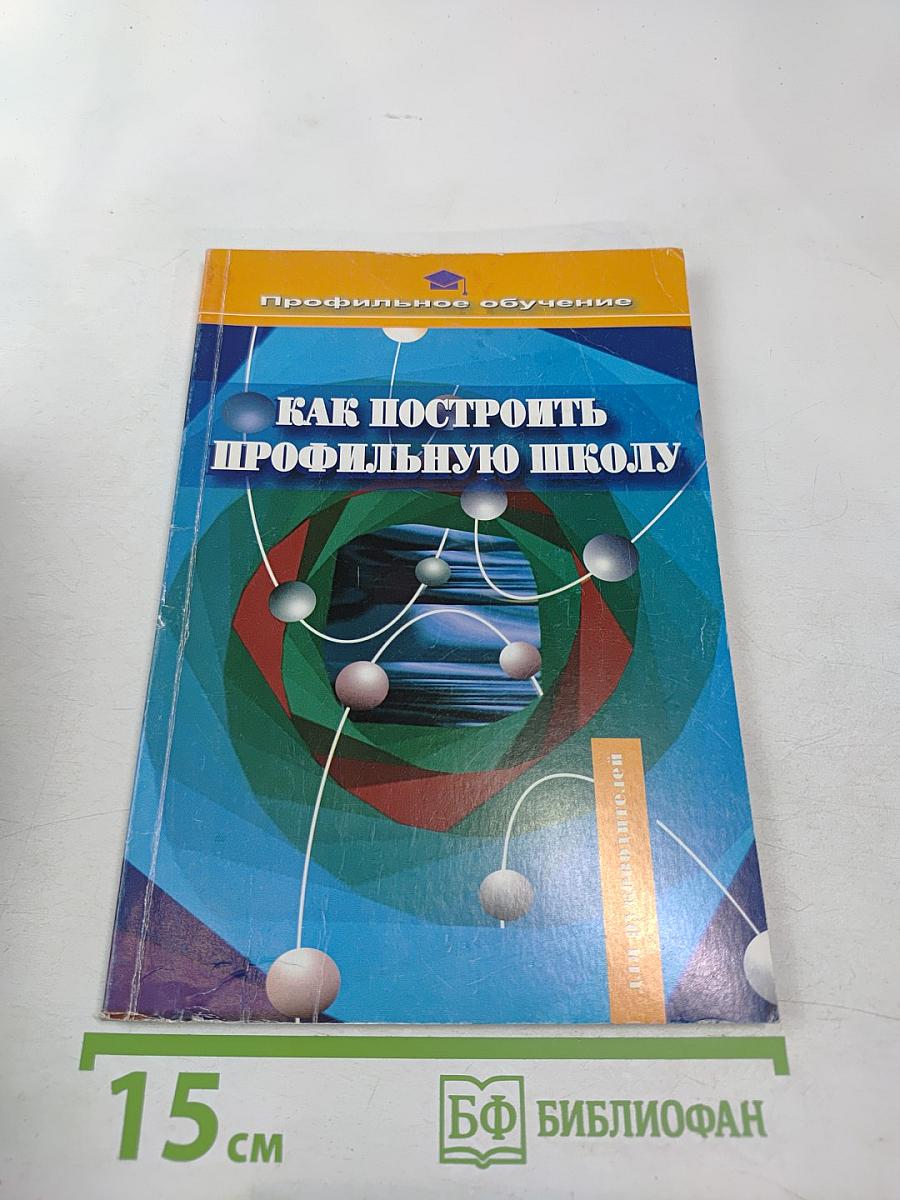 Профильное обучение
КАК ПОСТРОИТЬ
ПРОФИЛЬНУЮ ШКОЛУ
для руководителей
15 см
БФ БИБЛИОФАН